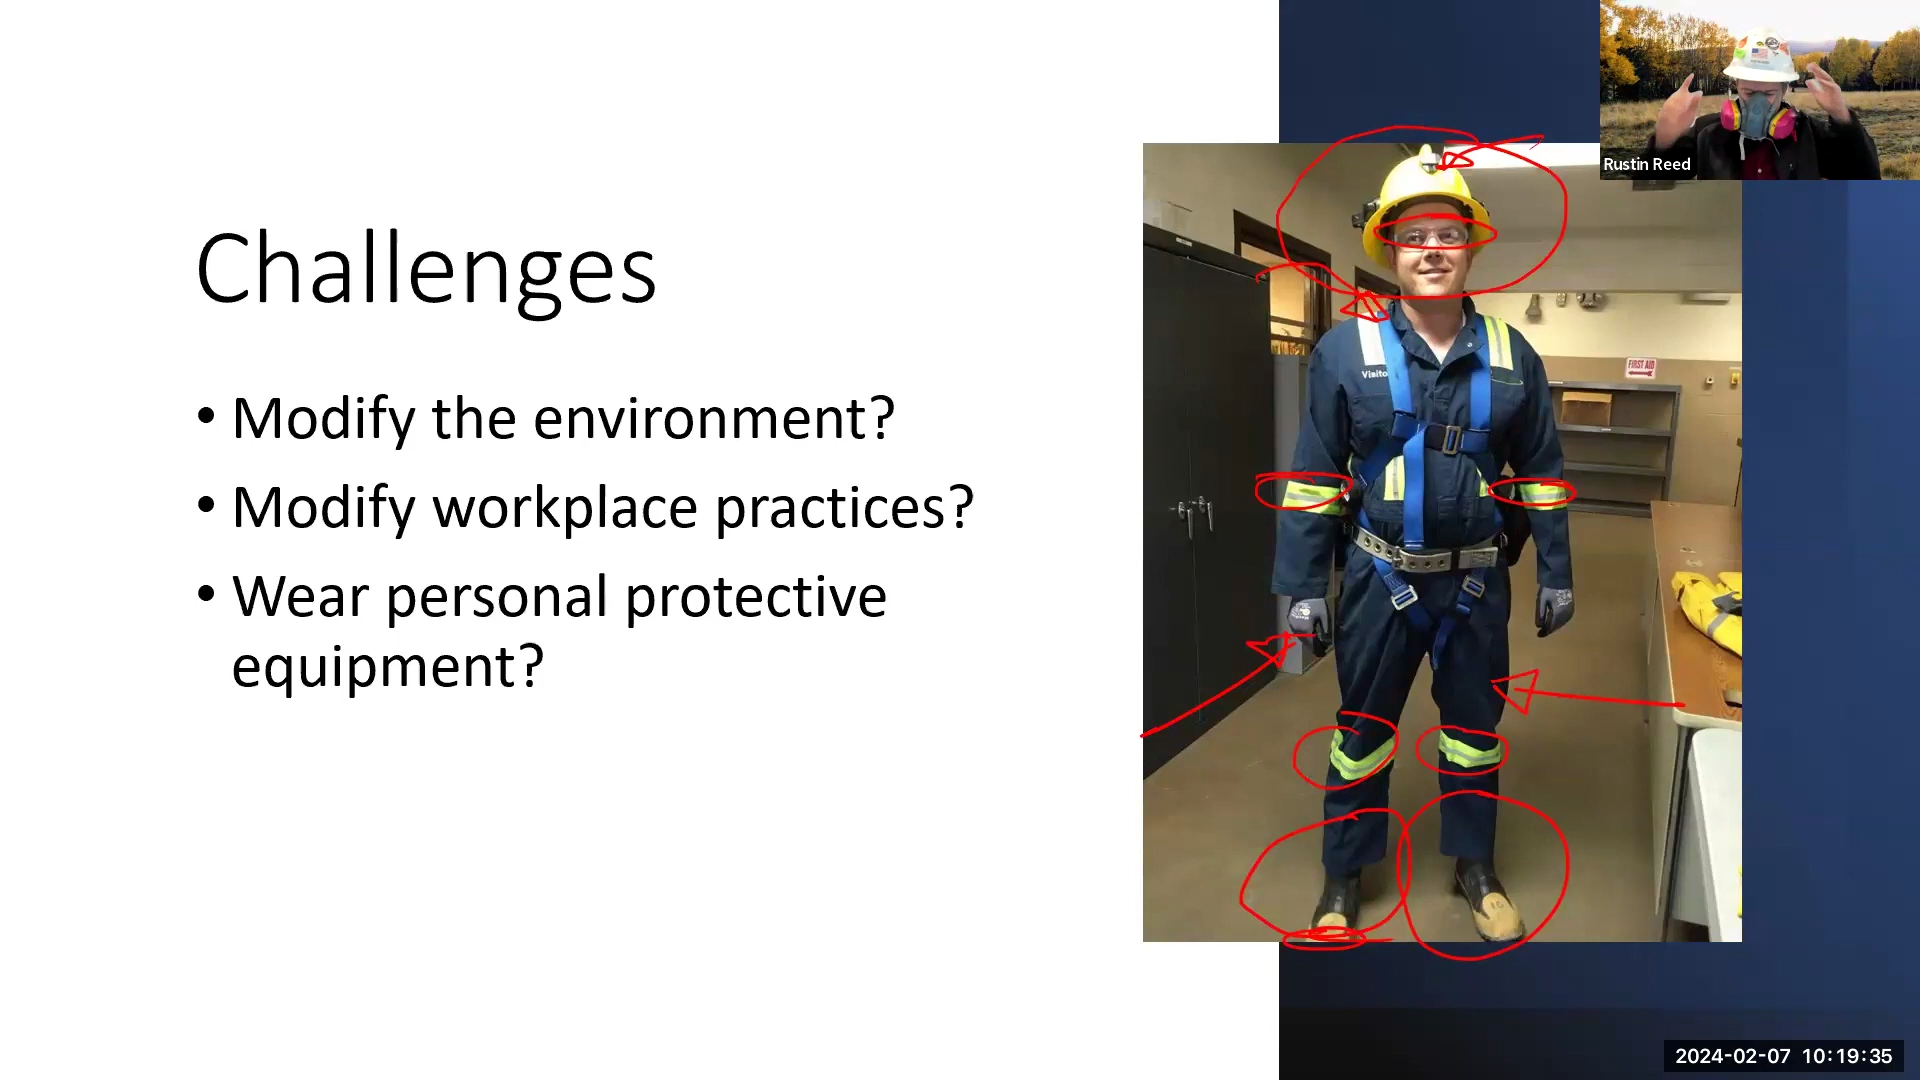 Challenges
• Modify the environment?
• Modify workplace practices?
• Wear personal protective
equipment?
Rustin Reed
FIRST AID
Visito
2024-02-07 10:19:35